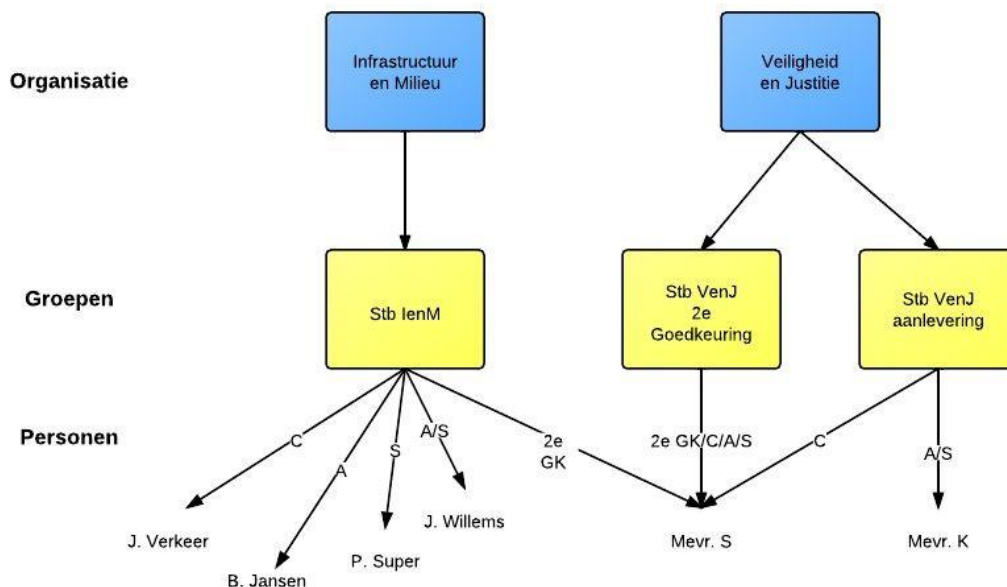 Infrastructuur
en Milieu
Veiligheid
en Justitie
Organisatie
Groepen
Stb IenM
Stb VenJ
2e
Goedkeuring
Stb VenJ
aanlevering
Personen
C
A
S
A/S
2e
GK
2e GK/C/A/S
C
A/S
J. Verkeer
B. Jansen
P. Super
J. Willems
Mevr. S
Mevr. K